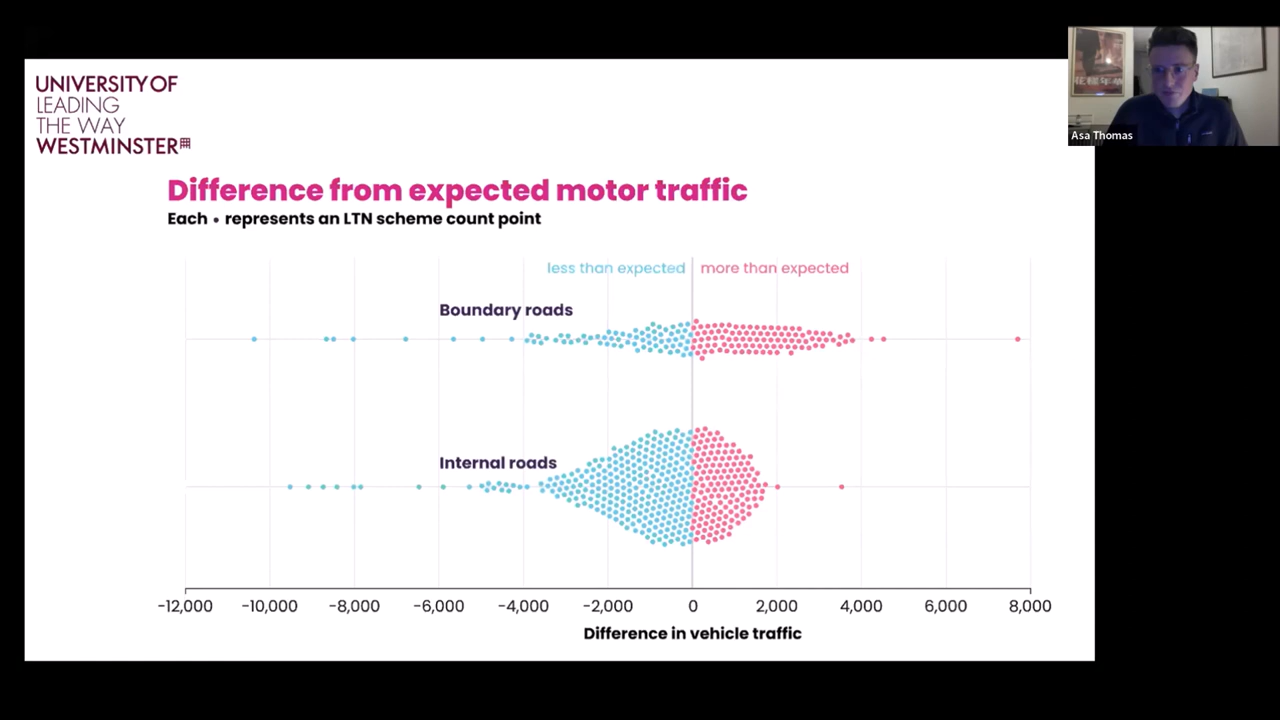 UNIVERSITY OF
LEADING
THE WAY
WESTMINSTER
Asa Thomas
Difference from expected motor traffic
Each • represents an LTN scheme count point
less than expected more than expected
Boundary roads
Internal roads
-12,000 -10,000 -8,000 -6,000 -4,000 -2,000 0 2,000 4,000 6,000 8,000
Difference in vehicle traffic